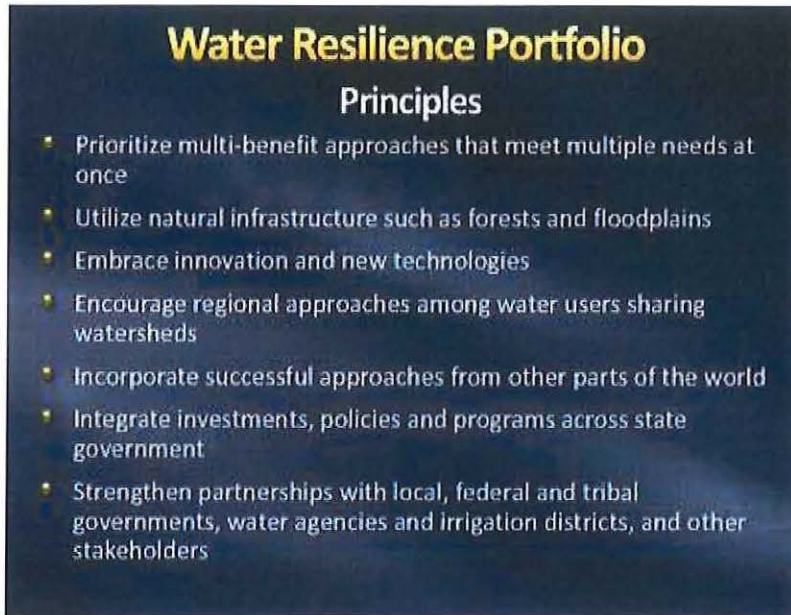 Water Resilience Portfolio
Principles
• Prioritize multi-benefit approaches that meet multiple needs at
once
• Utilize natural infrastructure such as forests and floodplains
• Embrace innovation and new technologies
• Encourage regional approaches among water users sharing
watersheds
• Incorporate successful approaches from other parts of the world
• Integrate investments, policies and programs across state
government
• Strengthen partnerships with local, federal and tribal
governments, water agencies and irrigation districts, and other
stakeholders